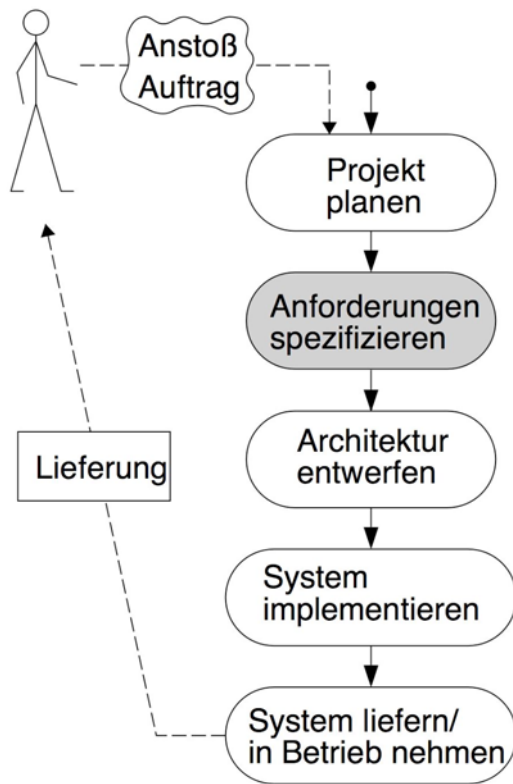 Anstoß
Auftrag
Projekt
planen
Anforderungen
spezifizieren
Architektur
entwerfen
Lieferung
System
implementieren
System liefern/
in Betrieb nehmen